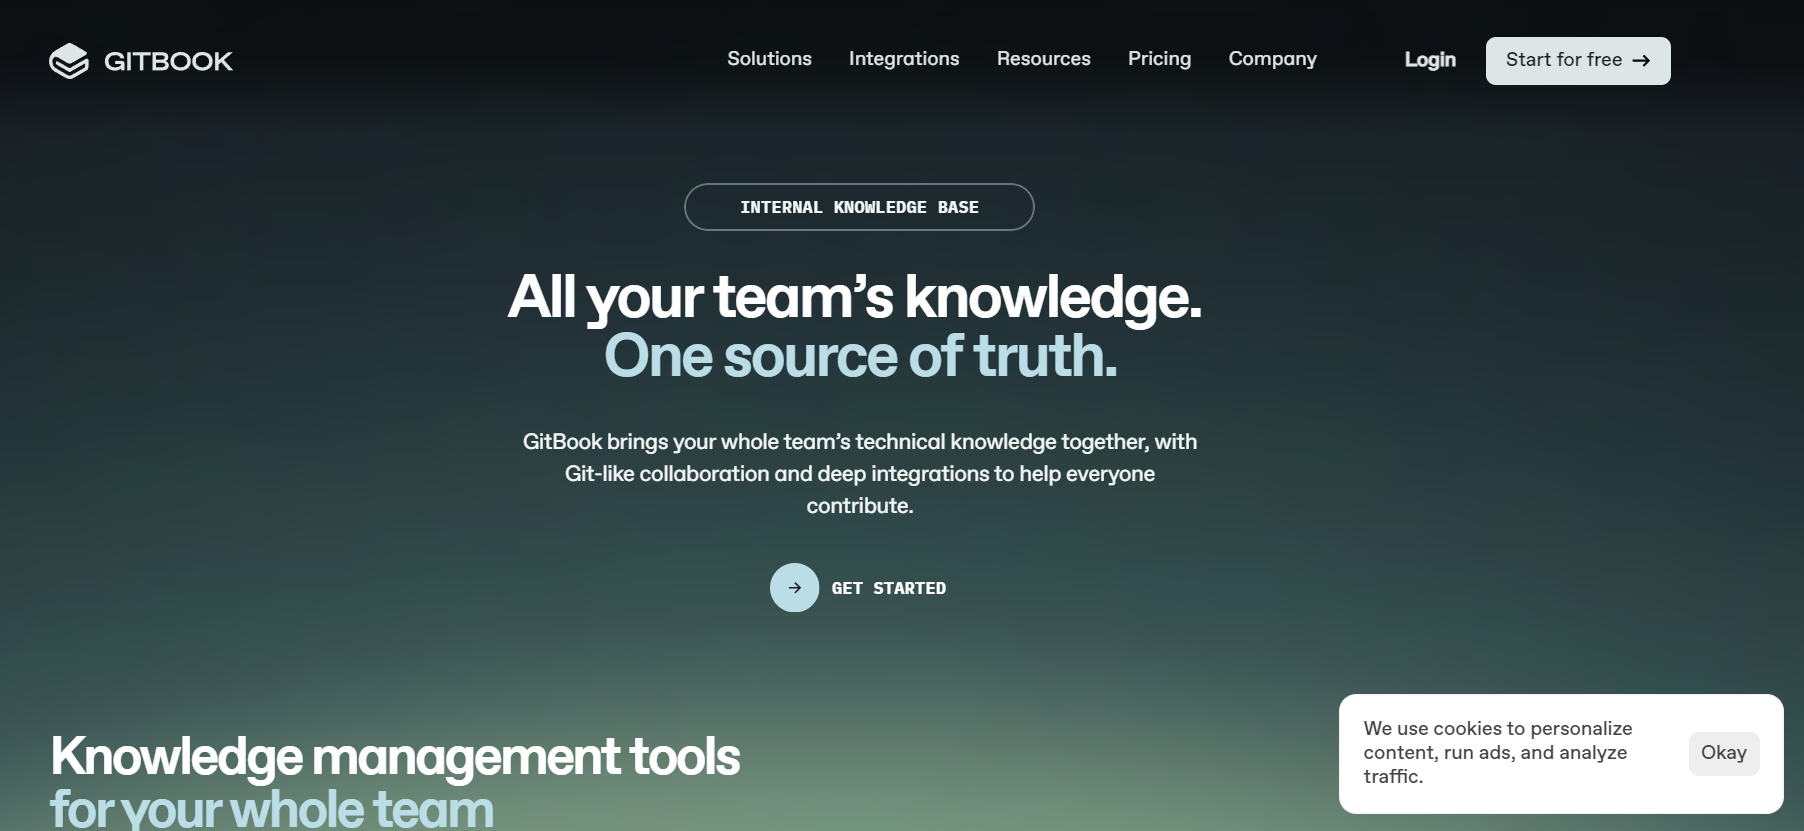 GITBOOK
Solutions
Integrations
Resources
Pricing
Company
Login
Start for free
INTERNAL KNOWLEDGE BASE
All your team’s knowledge.
One source of truth.
GitBook brings your whole team’s technical knowledge together, with
Git-like collaboration and deep integrations to help everyone
contribute.
GET STARTED
Knowledge management tools
for your whole team
We use cookies to personalize
content, run ads, and analyze
traffic.
Okay